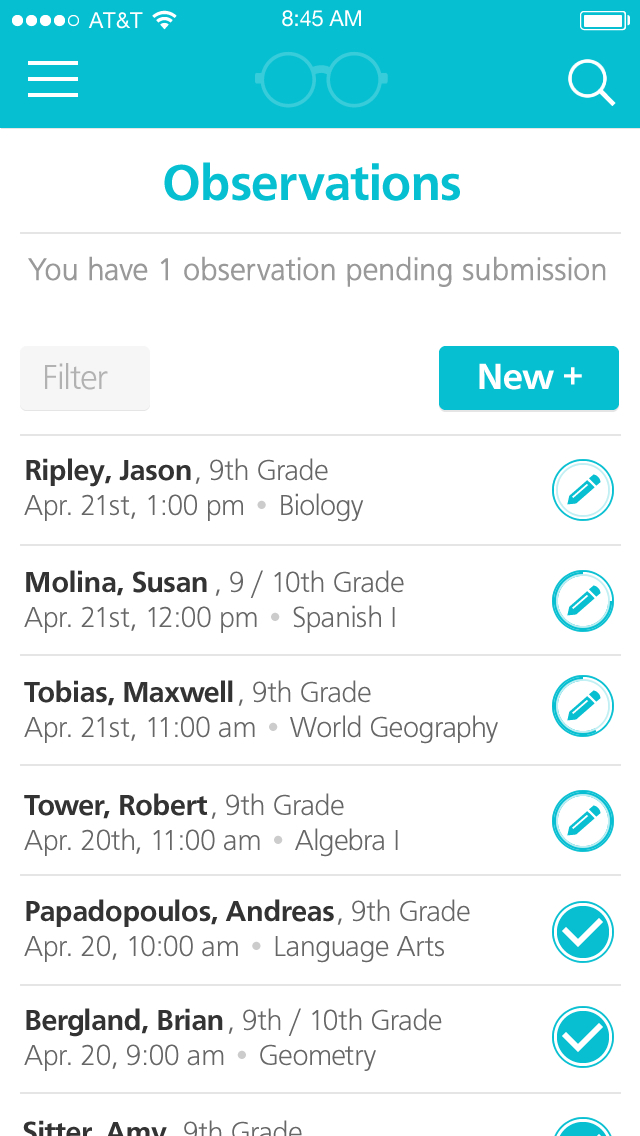 AT&T 8:45 AM
Observations
You have 1 observation pending submission
Filter New +
Ripley, Jason, 9th Grade
Apr. 21st, 1:00 pm • Biology
Molina, Susan , 9 / 10th Grade
Apr. 21st, 12:00 pm • Spanish I
Tobias, Maxwell, 9th Grade
Apr. 21st, 11:00 am • World Geography
Tower, Robert, 9th Grade
Apr. 20th, 11:00 am • Algebra I
Papadopoulos, Andreas, 9th Grade
Apr. 20, 10:00 am • Language Arts
Bergland, Brian, 9th / 10th Grade
Apr. 20, 9:00 am • Geometry
Sitter, Amy, 9th Grade